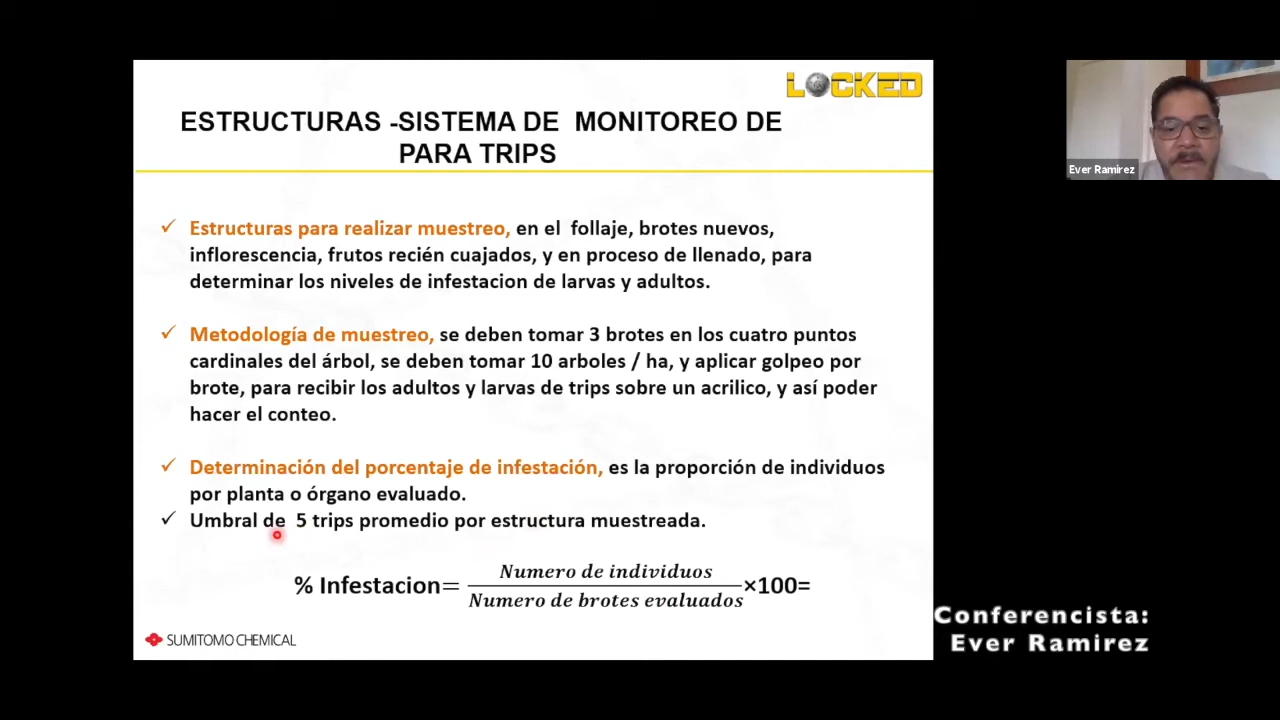 LOCKED
ESTRUCTURAS -SISTEMA DE MONITOREO DE
PARA TRIPS
Ever Ramirez
✓ Estructuras para realizar muestreo, en el follaje, brotes nuevos,
inflorescencia, frutos recién cuajados, y en proceso de llenado, para
determinar los niveles de infestacion de larvas y adultos.
✓ Metodología de muestreo, se deben tomar 3 brotes en los cuatro puntos
cardinales del árbol, se deben tomar 10 arboles / ha, y aplicar golpeo por
brote, para recibir los adultos y larvas de trips sobre un acrilico, y así poder
hacer el conteo.
✓ Determinación del porcentaje de infestación, es la proporción de individuos
por planta o órgano evaluado.
✓ Umbral de 5 trips promedio por estructura muestreada.
Numero de individuos
% Infestacion= ×100=
Numero de brotes evaluados
SUMITOMO CHEMICAL
Conferencista:
Ever Ramirez